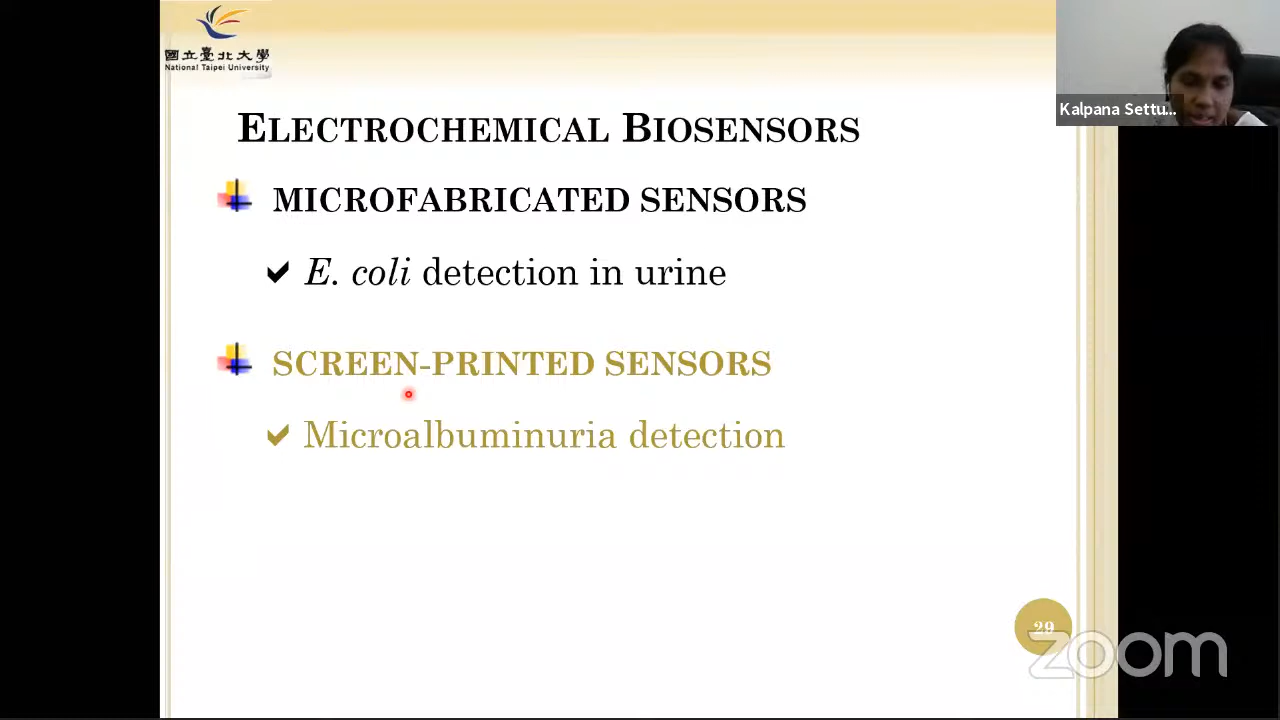 國立臺北大學
National Taipei University
Kalpana Settu...
ELECTROCHEMICAL BIOSENSORS
MICROFABRICATED SENSORS
E. coli detection in urine
SCREEN-PRINTED SENSORS
Microalbuminuria detection
29
zoom